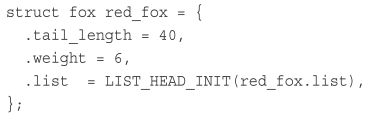 struct fox red_fox = {
  .tail_length = 40,
  .weight = 6,
  .list  = LIST_HEAD_INIT(red_fox.list),
};